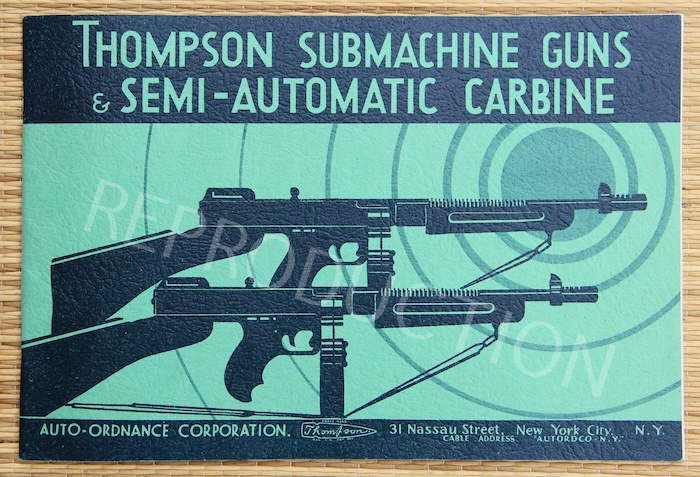 THOMPSON SUBMACHINE GUNS
& SEMI-AUTOMATIC CARBINE
REPRODUCTION
AUTO-ORDNANCE CORPORATION. Thompson 31 Nassau Street, New York City, N.Y.
CABLE ADDRESS "AUTORDCO-N.Y."